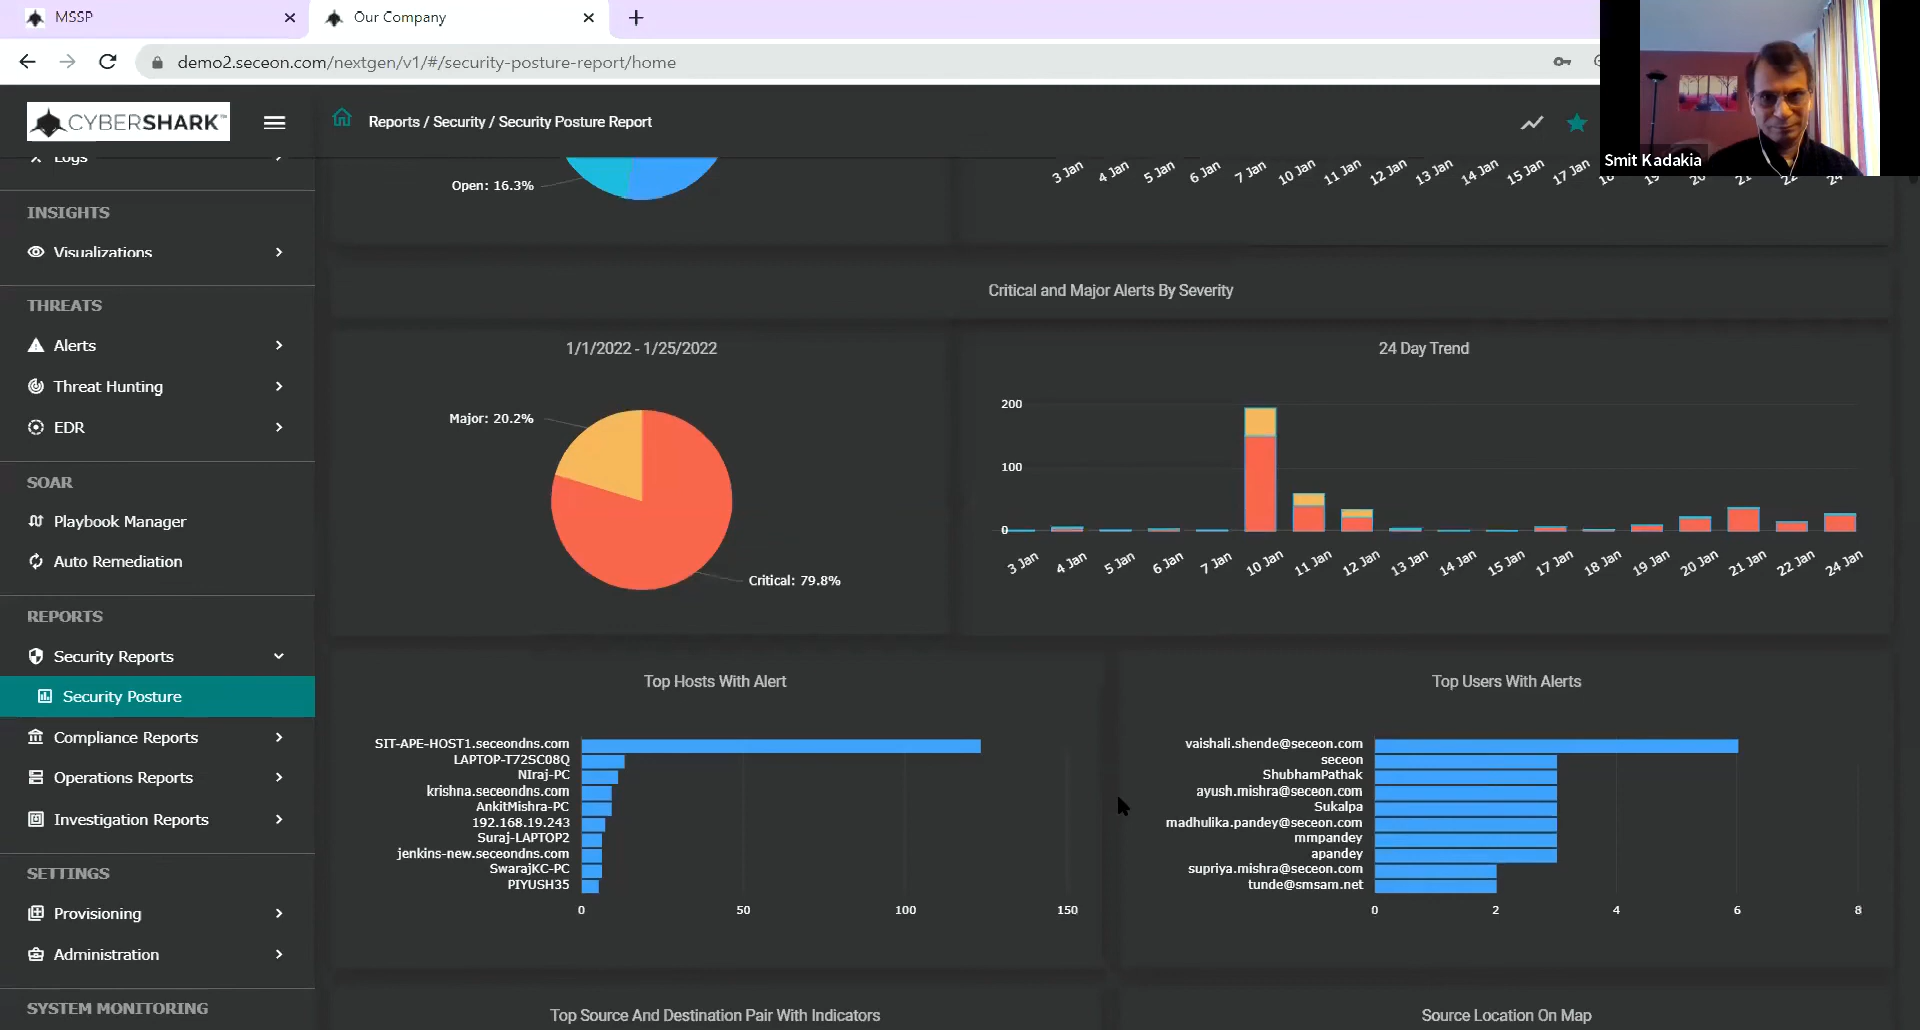 MSSP
Our Company
demo2.seceon.com/nextgen/v1/#/security-posture-report/home
CYBERSHARK™
Reports / Security / Security Posture Report
Smit Kadakia
Logs
INSIGHTS
Visualizations
THREATS
Alerts
Threat Hunting
EDR
SOAR
Playbook Manager
Auto Remediation
REPORTS
Security Reports
Security Posture
Compliance Reports
Operations Reports
Investigation Reports
SETTINGS
Provisioning
Administration
SYSTEM MONITORING
Open: 16.3%
3 Jan 4 Jan 5 Jan 6 Jan 7 Jan 10 Jan 11 Jan 12 Jan 13 Jan 14 Jan 15 Jan 17 Jan
Critical and Major Alerts By Severity
1/1/2022 - 1/25/2022
Major: 20.2%
Critical: 79.8%
24 Day Trend
200
100
0
3 Jan 4 Jan 5 Jan 6 Jan 7 Jan 10 Jan 11 Jan 12 Jan 13 Jan 14 Jan 15 Jan 17 Jan 18 Jan 19 Jan 20 Jan 21 Jan 22 Jan 24 Jan
Top Hosts With Alert
SIT-APE-HOST1.seceondns.com
LAPTOP-T72SC08Q
NIraj-PC
krishna.seceondns.com
AnkitMishra-PC
192.168.19.243
Suraj-LAPTOP2
jenkins-new.seceondns.com
SwarajKC-PC
PIYUSH35
0 50 100 150
Top Users With Alerts
vaishali.shende@seceon.com
seceon
ShubhamPathak
ayush.mishra@seceon.com
Sukalpa
madhulika.pandey@seceon.com
mmpandey
apandey
supriya.mishra@seceon.com
tunde@smsam.net
0 2 4 6 8
Top Source And Destination Pair With Indicators
Source Location On Map